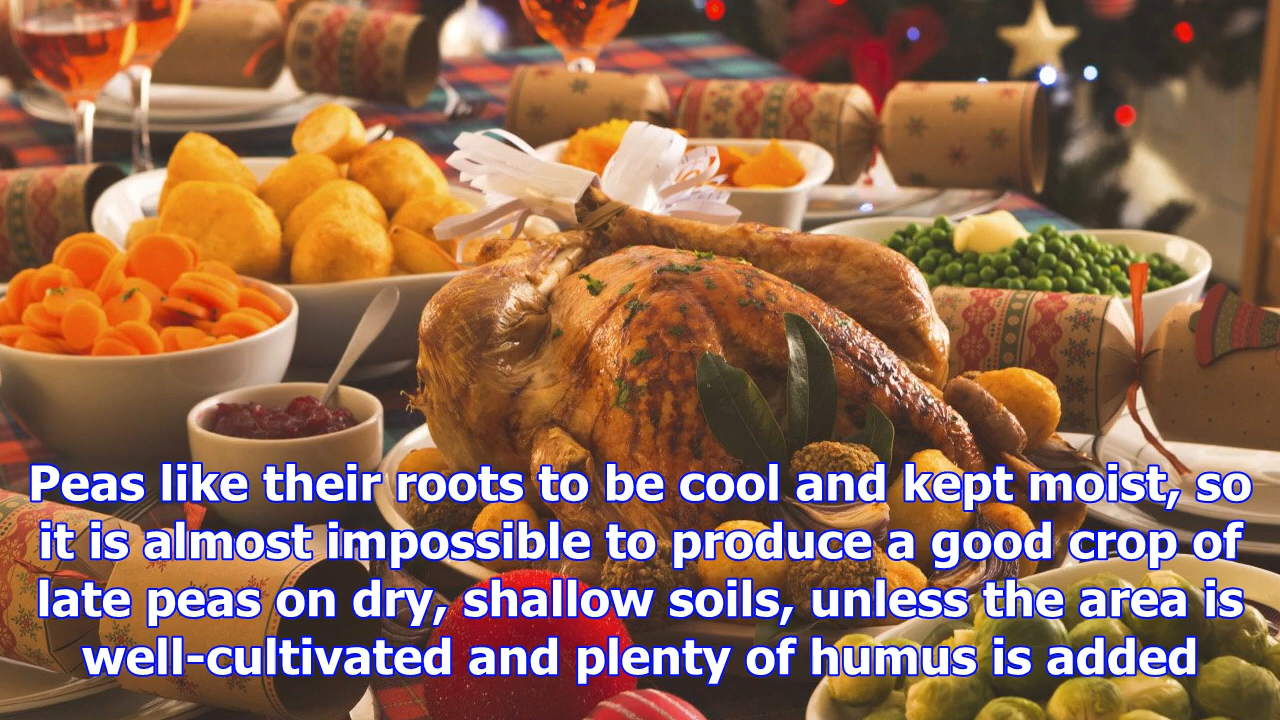 Peas like their roots to be cool and kept moist, so
it is almost impossible to produce a good crop of
late peas on dry, shallow soils, unless the area is
well-cultivated and plenty of humus is added